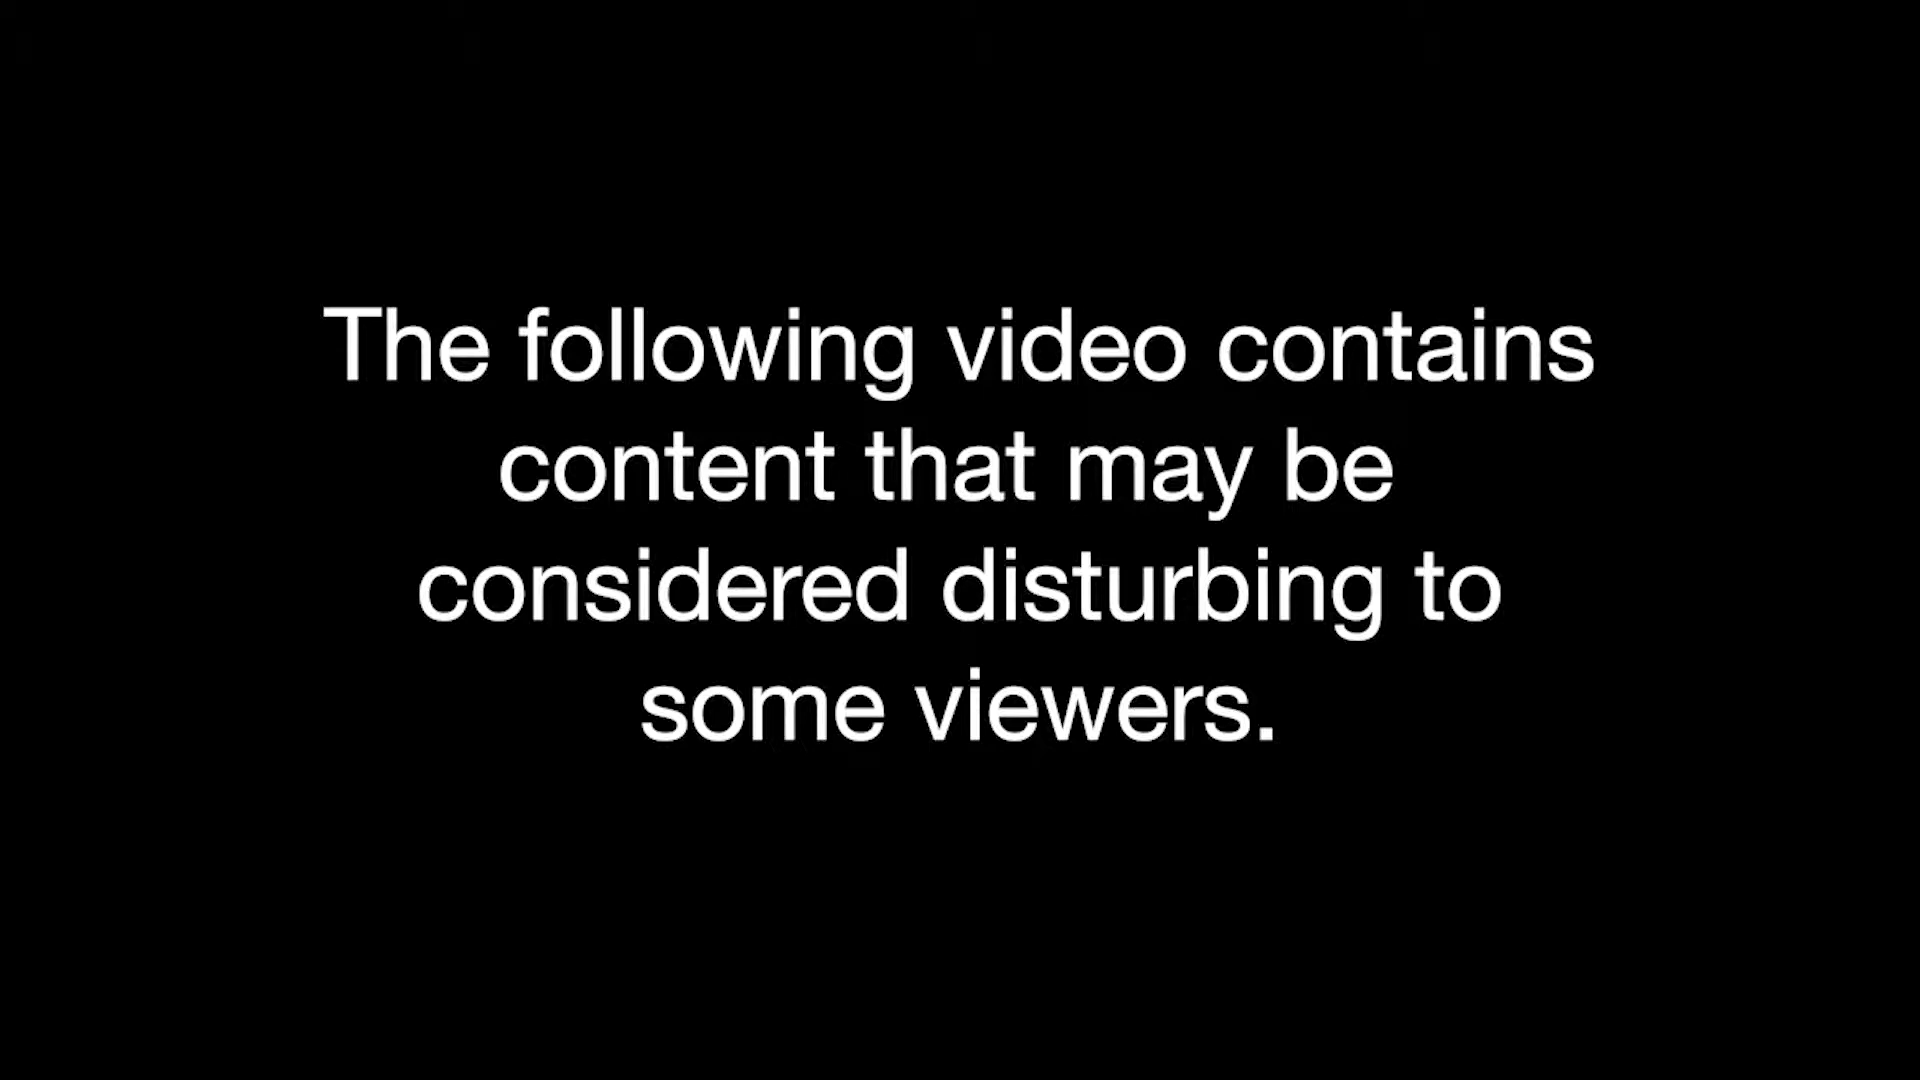 The following video contains
content that may be
considered disturbing to
some viewers.